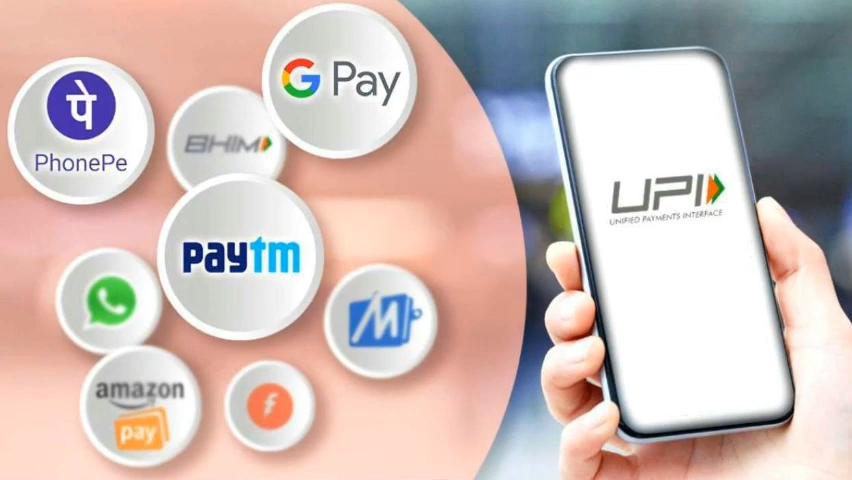 G Pay
पे
PhonePe
BHIM
paytm
UPI
UNIFIED PAYMENTS INTERFACE
M
amazon
pay
f